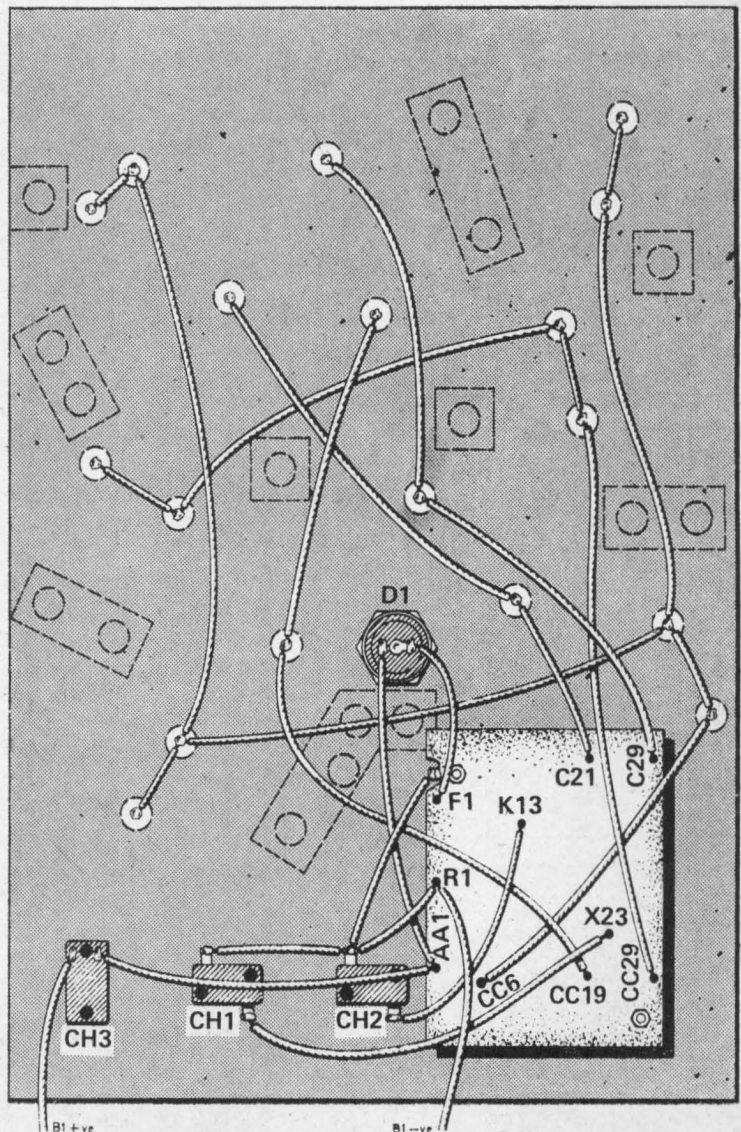 D1
C21
C29
F1
K13
R1
X23
AA1
CC6
CC19
CC29
CH1
CH2
CH3
B1+ve
B1-ve